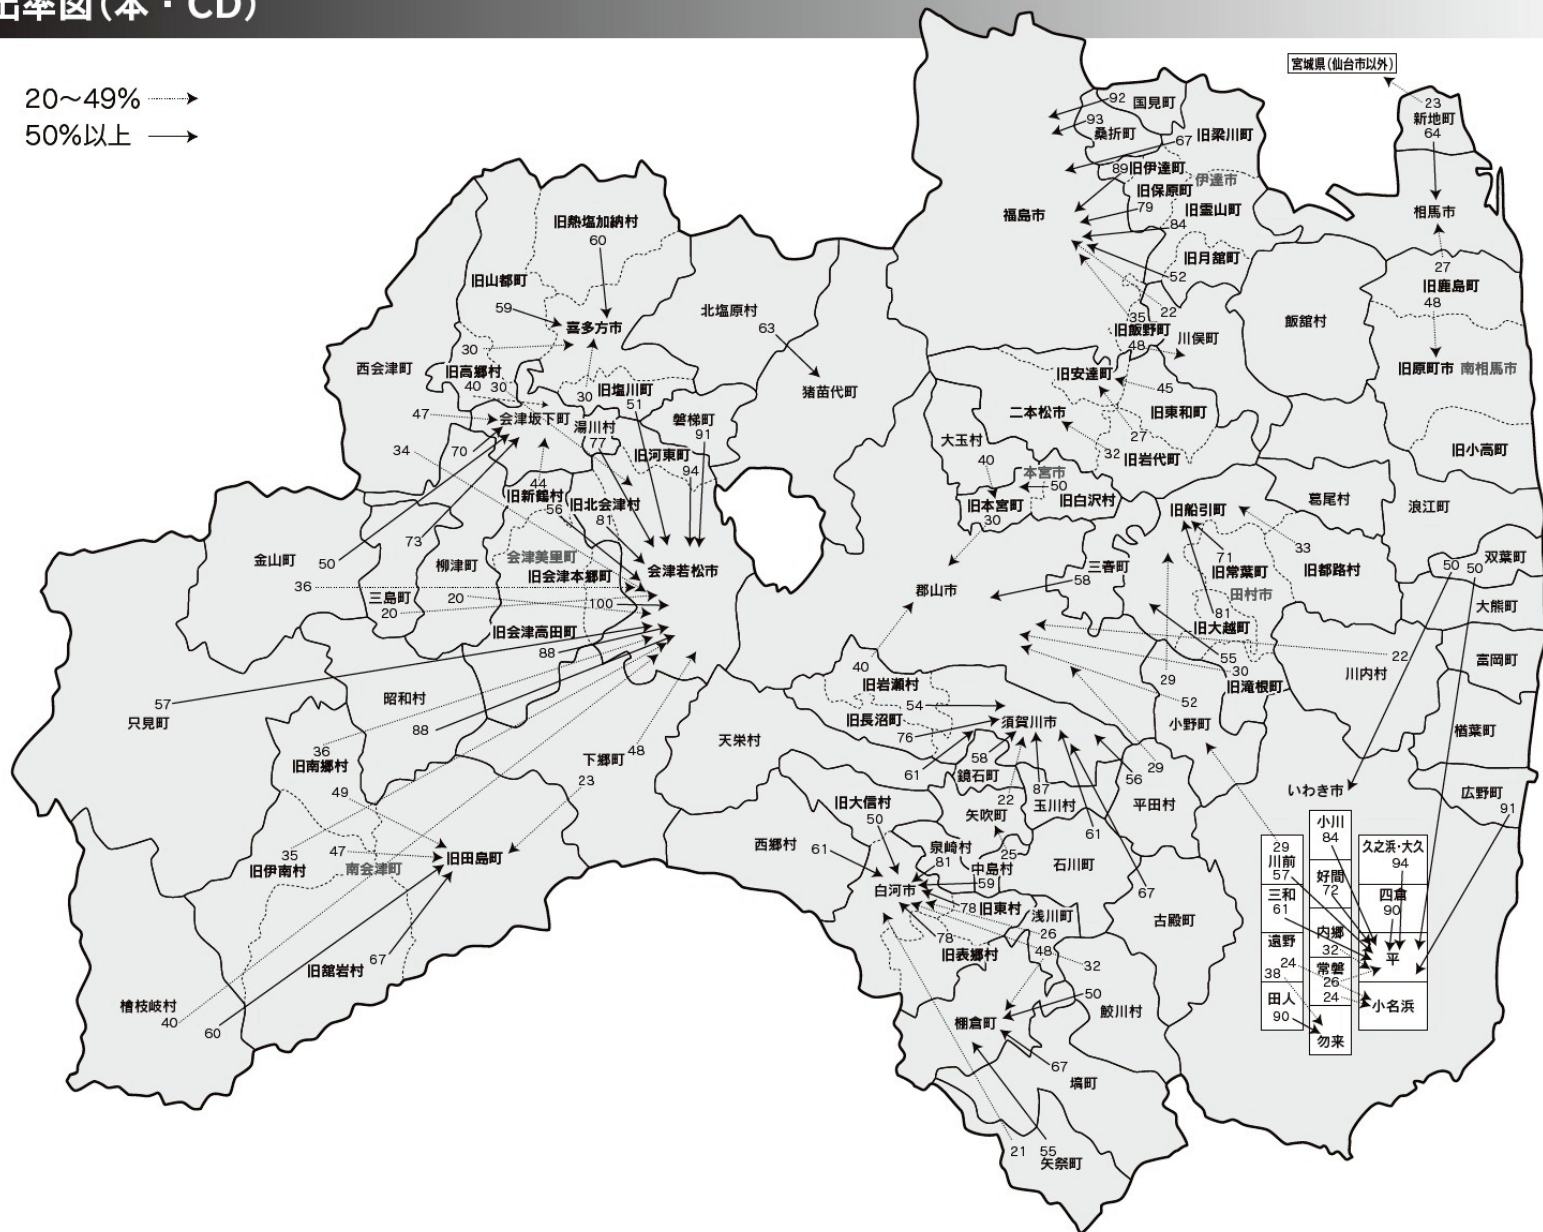 出率図（本・CD）
宮城県（仙台市以外）
20〜49%
50%以上
23
新地町
64
相馬市
27
旧鹿島町
48
旧原町市
南相馬市
旧小高町
92
国見町
93
桑折町
旧梁川町
67
89
旧伊達町
伊達市
旧保原町
79
旧霊山町
84
福島市
旧月舘町
52
22
35
旧飯野町
48
川俣町
飯舘村
旧熱塩加納村
60
旧山都町
59
喜多方市
30
北塩原村
63
猪苗代町
西会津町
旧高郷村
40
30
30
旧塩川町
51
47
会津坂下町
湯川村
77
磐梯町
91
旧河東町
94
34
70
44
旧新鶴村
56
旧北会津村
81
会津美里町
旧会津本郷町
会津若松市
100
金山町
50
73
柳津町
36
三島町
20
20
旧会津高田町
88
57
只見町
昭和村
88
36
旧南郷村
49
下郷町
48
23
35
旧伊南村
47
南会津町
旧田島町
67
旧舘岩村
檜枝岐村
40
60
旧安達町
45
二本松市
旧東和町
27
32
旧岩代町
大玉村
40
本宮市
50
旧本宮町
30
旧白沢村
旧船引町
葛尾村
浪江町
33
71
旧常葉町
旧都路村
双葉町
50
50
三春町
58
郡山市
田村市
81
旧大越町
大熊町
55
30
旧滝根町
22
川内村
富岡町
29
52
小野町
楢葉町
40
旧岩瀬村
54
旧長沼町
76
須賀川市
天栄村
61
58
鏡石町
29
56
87
22
玉川村
平田村
広野町
91
いわき市
旧大信村
50
矢吹町
61
西郷村
61
泉崎村
81
25
中島村
59
石川町
67
白河市
78
旧東村
浅川町
26
古殿町
78
旧表郷村
48
32
50
棚倉町
鮫川村
67
塙町
21
55
矢祭町
小川
84
29
川前
57
好間
72
久之浜・大久
94
三和
61
四倉
90
内郷
32
遠野
24
38
常磐
26
24
平
田人
90
小名浜
勿来